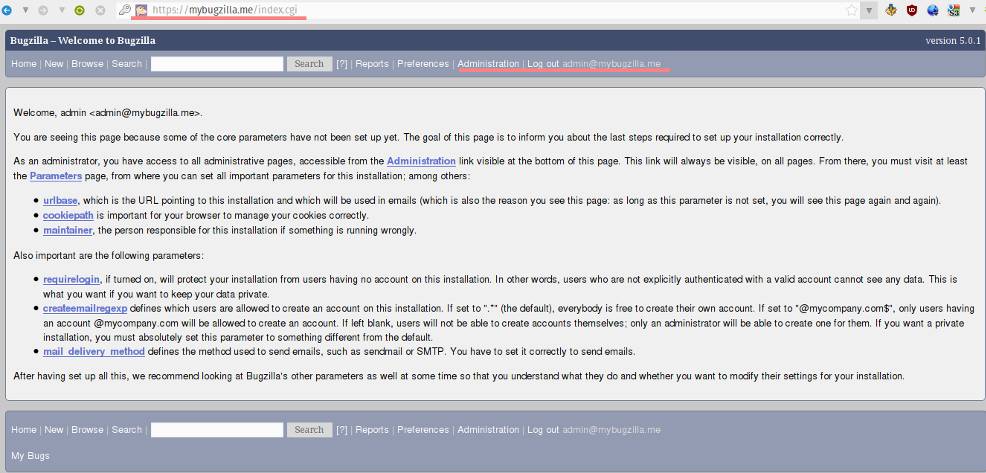 https://mybugzilla.me/index.cgi
Bugzilla – Welcome to Bugzilla version 5.0.1
Home | New | Browse | Search | Search [?] | Reports | Preferences | Administration | Log out admin@mybugzilla.me
Welcome, admin <admin@mybugzilla.me>.
You are seeing this page because some of the core parameters have not been set up yet. The goal of this page is to inform you about the last steps required to set up your installation correctly.
As an administrator, you have access to all administrative pages, accessible from the Administration link visible at the bottom of this page. This link will always be visible, on all pages. From there, you must visit at least
the Parameters page, from where you can set all important parameters for this installation; among others:
● urlbase, which is the URL pointing to this installation and which will be used in emails (which is also the reason you see this page: as long as this parameter is not set, you will see this page again and again).
● cookiepath is important for your browser to manage your cookies correctly.
● maintainer, the person responsible for this installation if something is running wrongly.
Also important are the following parameters:
● requirelogin, if turned on, will protect your installation from users having no account on this installation. In other words, users who are not explicitly authenticated with a valid account cannot see any data. This is
what you want if you want to keep your data private.
● createemailregexp defines which users are allowed to create an account on this installation. If set to ".*" (the default), everybody is free to create their own account. If set to "@mycompany.com$", only users having
an account @mycompany.com will be allowed to create an account. If left blank, users will not be able to create accounts themselves; only an administrator will be able to create one for them. If you want a private
installation, you must absolutely set this parameter to something different from the default.
● mail_delivery_method defines the method used to send emails, such as sendmail or SMTP. You have to set it correctly to send emails.
After having set up all this, we recommend looking at Bugzilla's other parameters as well at some time so that you understand what they do and whether you want to modify their settings for your installation.
Home | New | Browse | Search | Search [?] | Reports | Preferences | Administration | Log out admin@mybugzilla.me
My Bugs